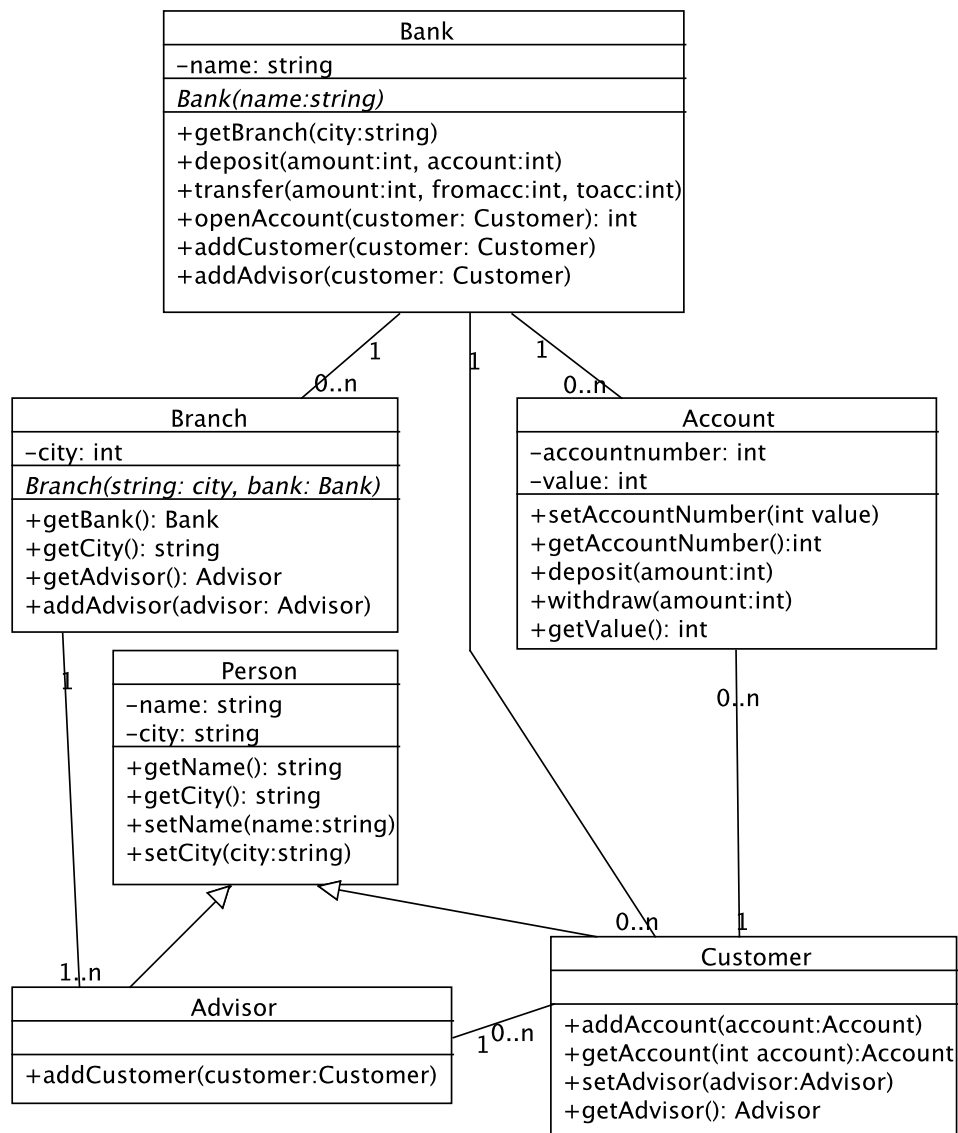 Bank
-name: string
Bank(name:string)
+getBranch(city:string)
+deposit(amount:int, account:int)
+transfer(amount:int, fromacc:int, toacc:int)
+openAccount(customer: Customer): int
+addCustomer(customer: Customer)
+addAdvisor(customer: Customer)
1
1
1
0..n
0..n
Branch
-city: int
Branch(string: city, bank: Bank)
+getBank(): Bank
+getCity(): string
+getAdvisor(): Advisor
+addAdvisor(advisor: Advisor)
Account
-accountnumber: int
-value: int
+setAccountNumber(int value)
+getAccountNumber():int
+deposit(amount:int)
+withdraw(amount:int)
+getValue(): int
1
0..n
Person
-name: string
-city: string
+getName(): string
+getCity(): string
+setName(name:string)
+setCity(city:string)
0..n
1
1..n
Advisor
+addCustomer(customer:Customer)
1
0..n
Customer
+addAccount(account:Account)
+getAccount(int account):Account
+setAdvisor(advisor:Advisor)
+getAdvisor(): Advisor